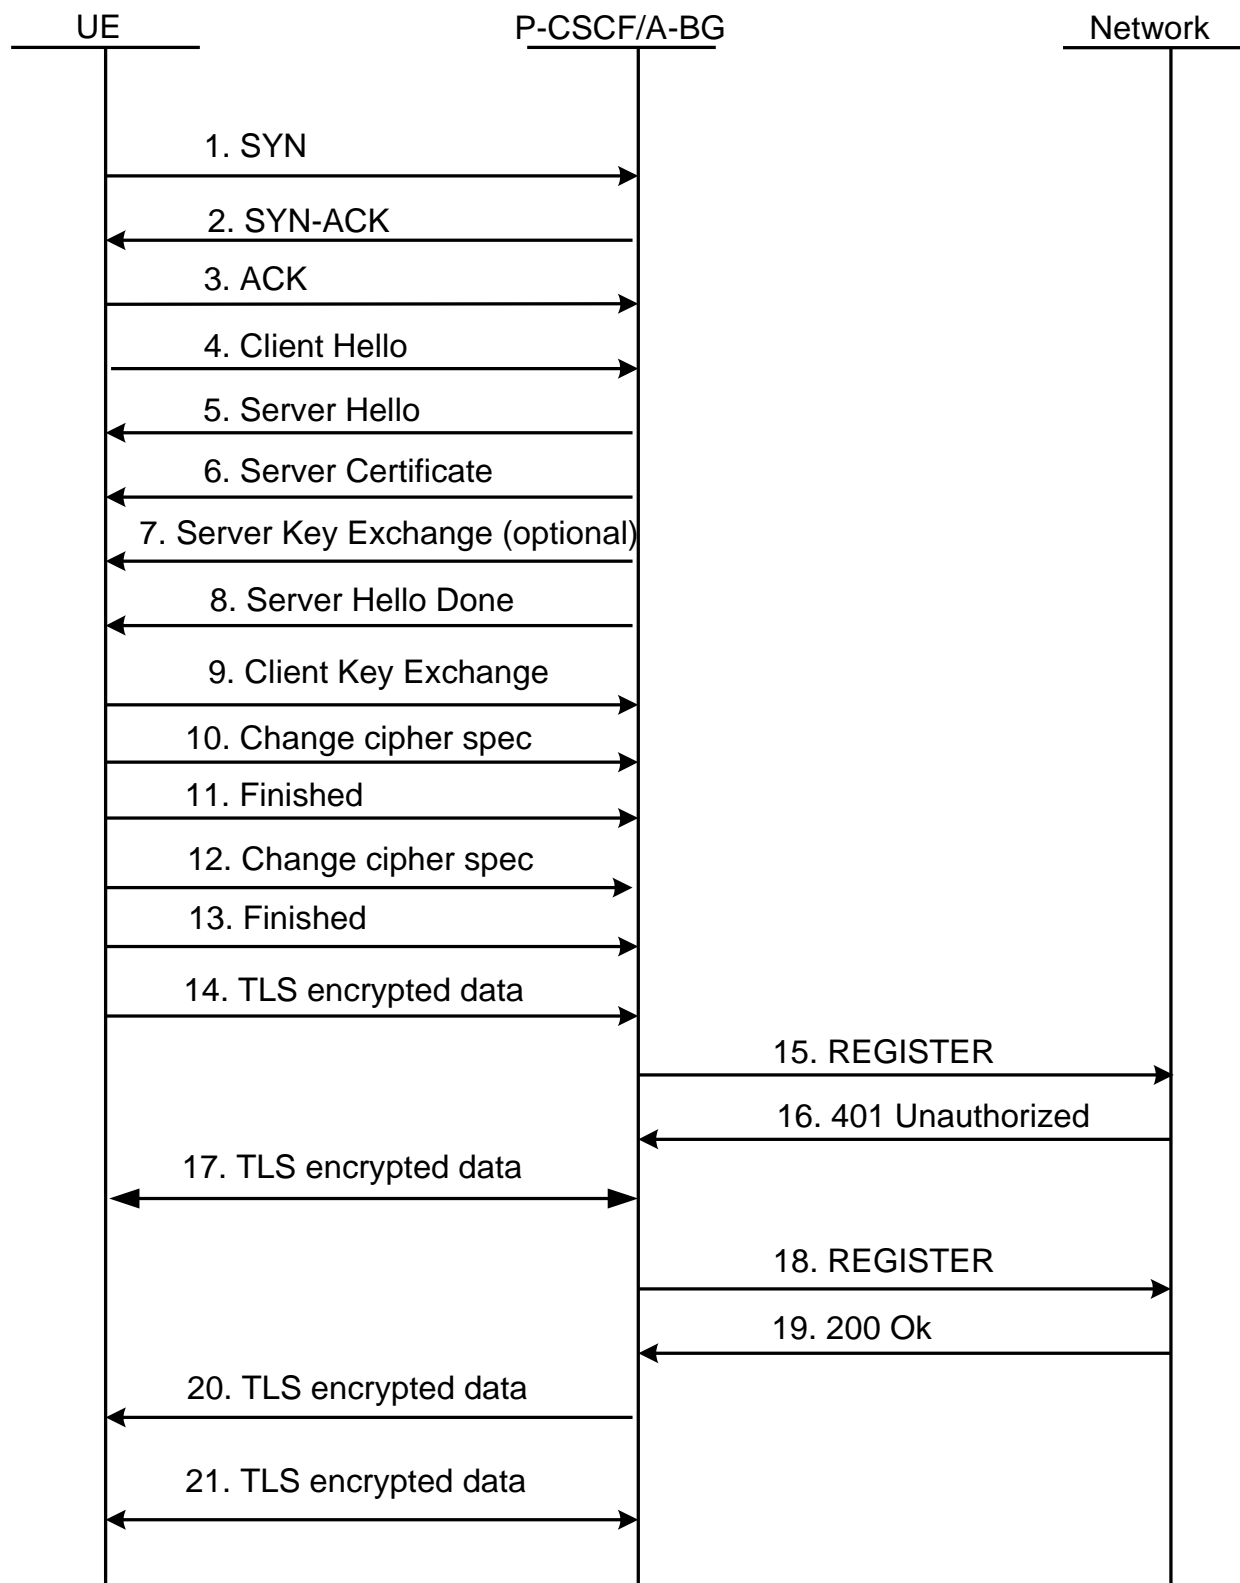 UE
P-CSCF/A-BG
Network
1. SYN
2. SYN-ACK
3. ACK
4. Client Hello
5. Server Hello
6. Server Certificate
7. Server Key Exchange (optional)
8. Server Hello Done
9. Client Key Exchange
10. Change cipher spec
11. Finished
12. Change cipher spec
13. Finished
14. TLS encrypted data
15. REGISTER
16. 401 Unauthorized
17. TLS encrypted data
18. REGISTER
19. 200 Ok
20. TLS encrypted data
21. TLS encrypted data